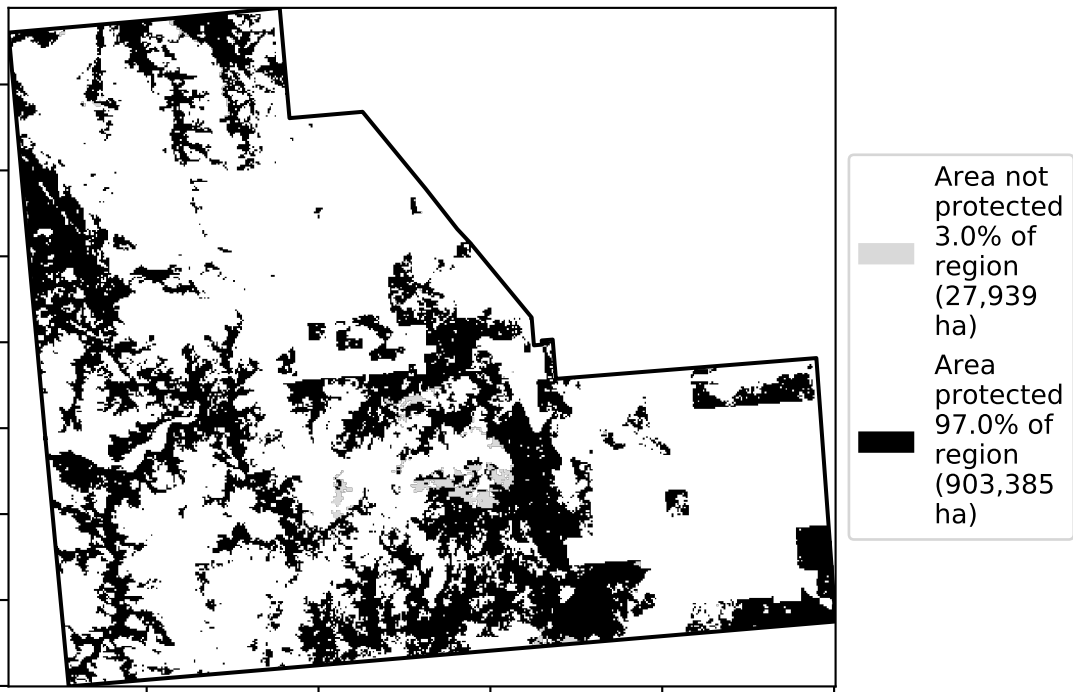 Area not
protected
3.0% of
region
(27,939
ha)
Area
protected
97.0% of
region
(903,385
ha)